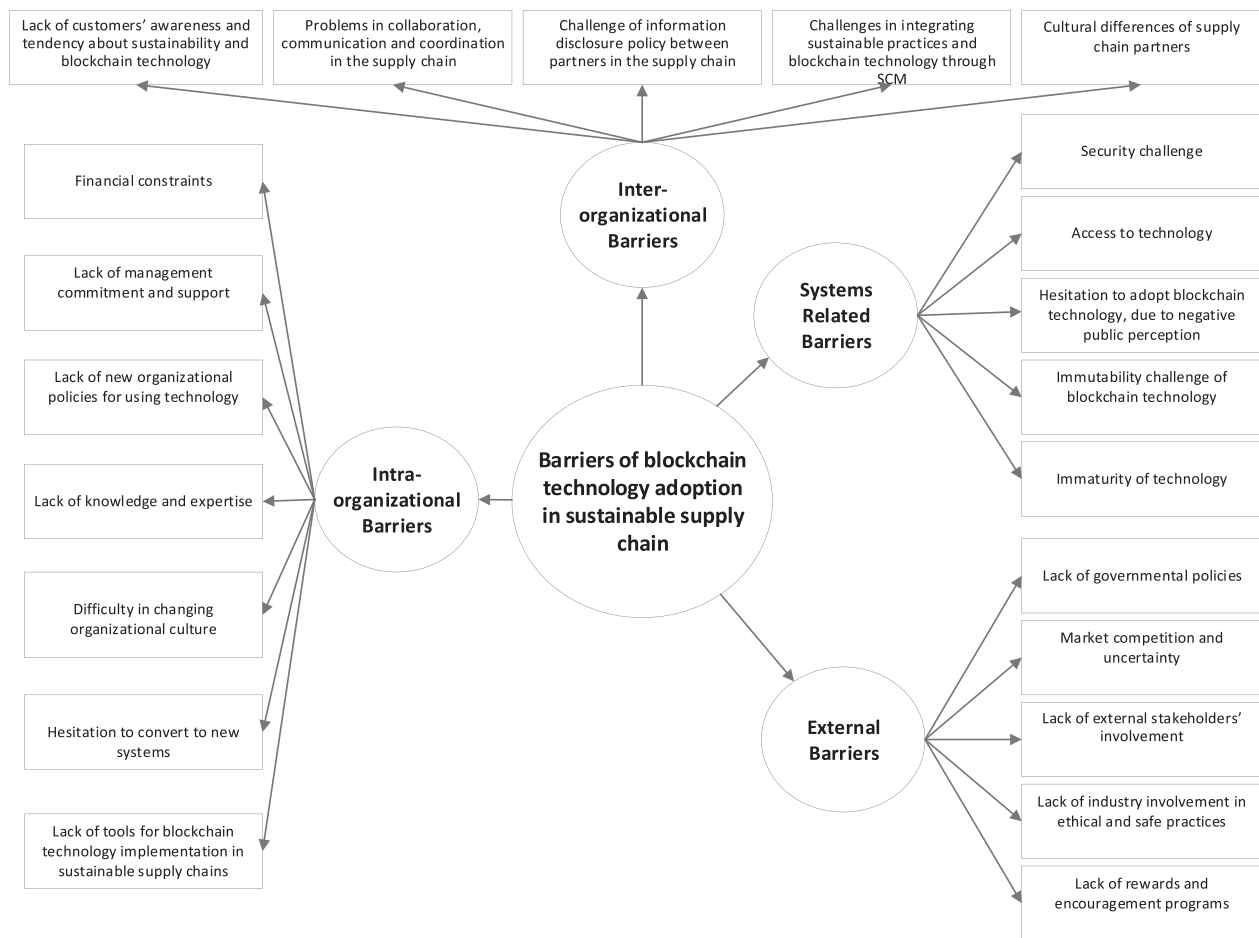 Lack of customers’ awareness and
tendency about sustainability and
blockchain technology
Problems in collaboration,
communication and coordination
in the supply chain
Challenge of information
disclosure policy between
partners in the supply chain
Challenges in integrating
sustainable practices and
blockchain technology through
SCM
Cultural differences of supply
chain partners
Inter-
organizational
Barriers
Systems
Related
Barriers
Security challenge
Access to technology
Hesitation to adopt blockchain
technology, due to negative
public perception
Immutability challenge of
blockchain technology
Immaturity of technology
Financial constraints
Lack of management
commitment and support
Lack of new organizational
policies for using technology
Lack of knowledge and expertise
Difficulty in changing
organizational culture
Hesitation to convert to new
systems
Lack of tools for blockchain
technology implementation in
sustainable supply chains
Intra-
organizational
Barriers
Barriers of blockchain
technology adoption
in sustainable supply
chain
External
Barriers
Lack of governmental policies
Market competition and
uncertainty
Lack of external stakeholders’
involvement
Lack of industry involvement in
ethical and safe practices
Lack of rewards and
encouragement programs